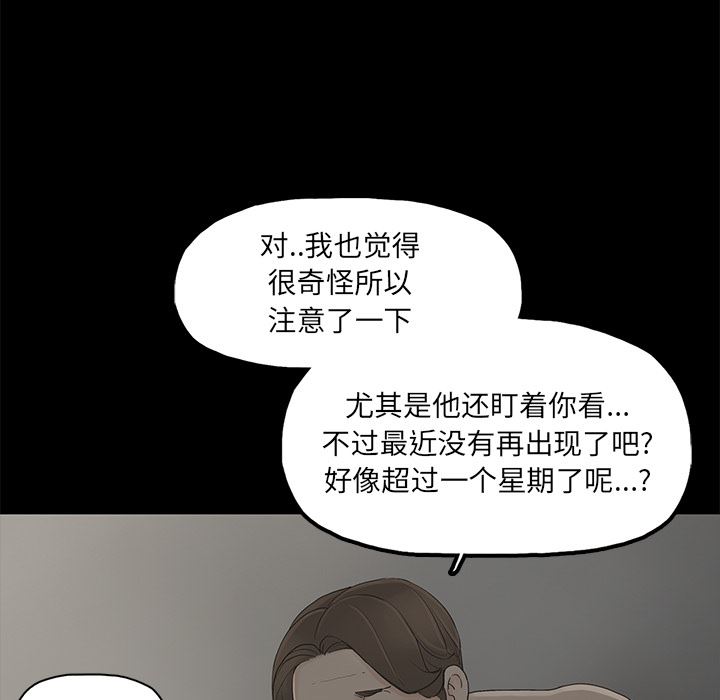 对..我也觉得
很奇怪所以
注意了一下
尤其是他还盯着你看...
不过最近没有再出现了吧?
好像超过一个星期了呢...?